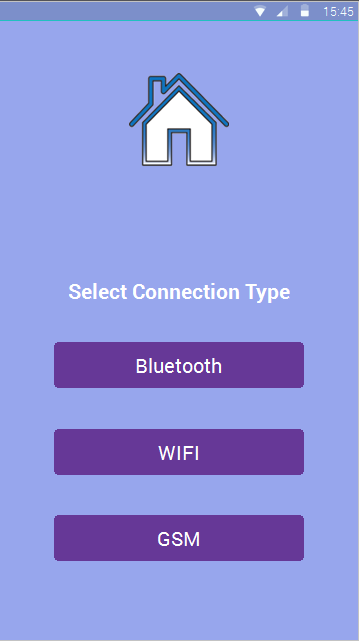 15:45
Select Connection Type
Bluetooth
WIFI
GSM